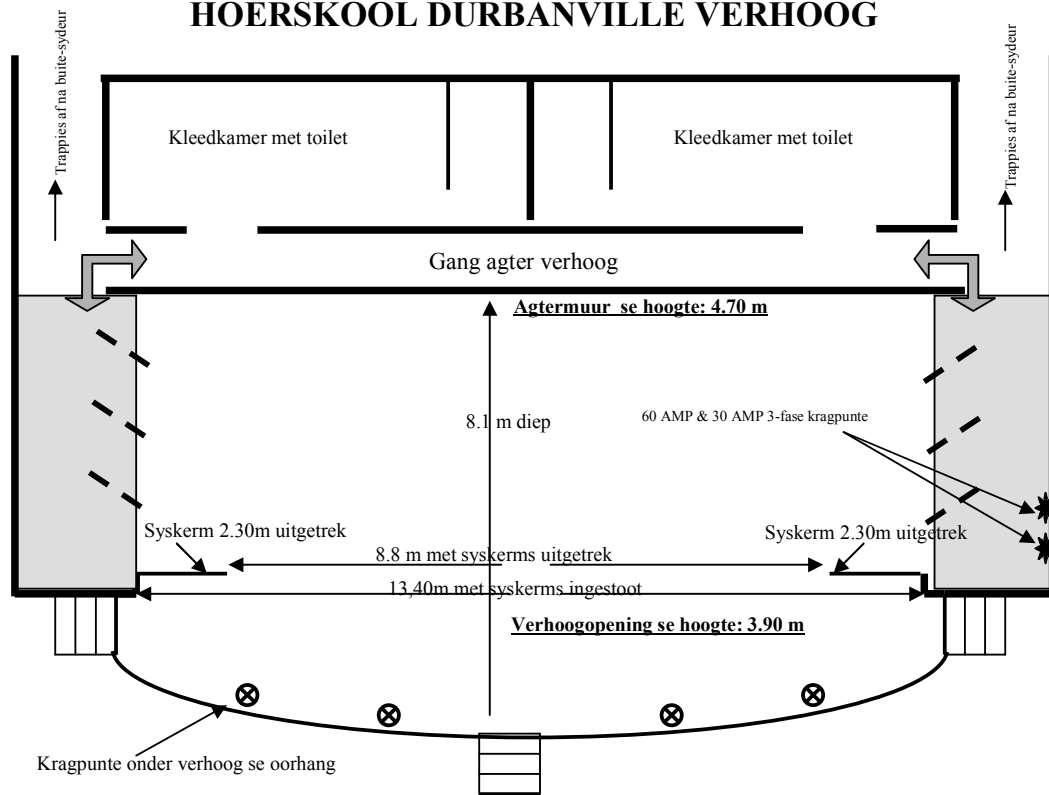 HOERSKOOL DURBANVILLE VERHOOG
Trappies af na buite-sydeur
Trappies af na buite-sydeur
Kleedkamer met toilet
Kleedkamer met toilet
Gang agter verhoog
Agtermuur se hoogte: 4.70 m
8.1 m diep
60 AMP & 30 AMP 3-fase kragpunte
Syskerm 2.30m uitgetrek
Syskerm 2.30m uitgetrek
8.8 m met syskerms uitgetrek
13,40m met syskerms ingestoot
Verhoogopening se hoogte: 3.90 m
Kragpunte onder verhoog se oorhang